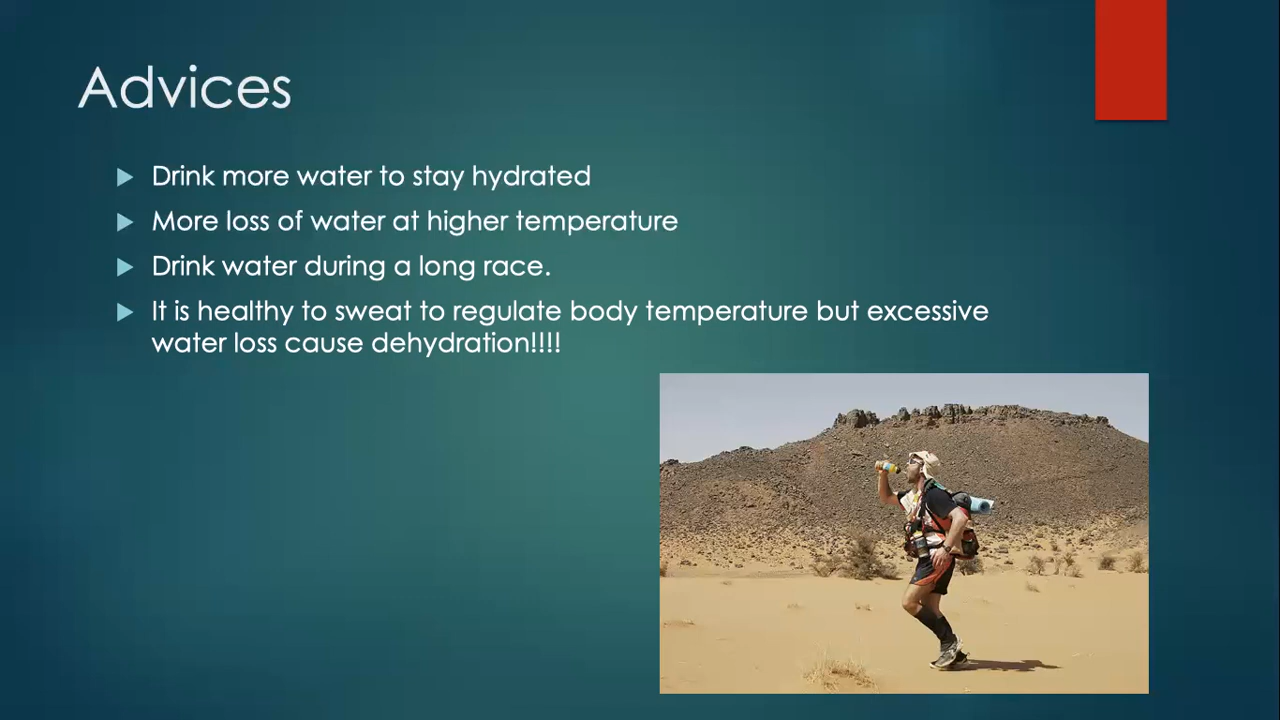 Advices
Drink more water to stay hydrated
More loss of water at higher temperature
Drink water during a long race.
It is healthy to sweat to regulate body temperature but excessive
water loss cause dehydration!!!!